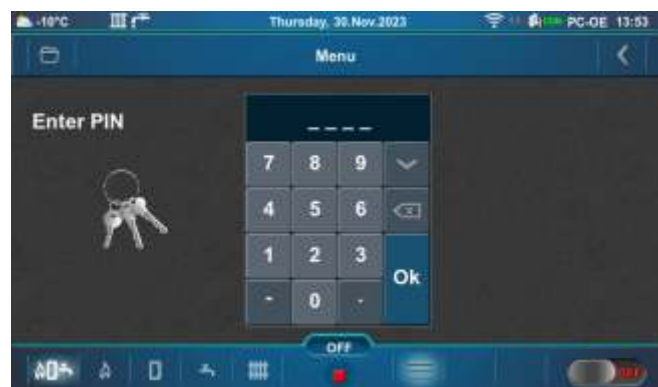 -10°C Thursday, 30.Nov.2023 PC-OE 13:53
Menu
Enter PIN
_ _ _ _
7 8 9
4 5 6
1 2 3
Ok
- 0 .
OFF
OFF